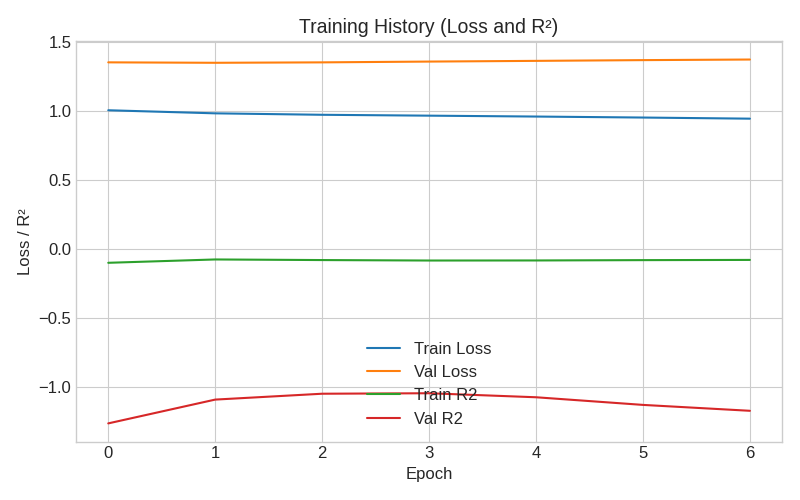 Training History (Loss and R²)
1.5
1.0
0.5
0.0
−0.5
−1.0
Loss / R²
Train Loss
Val Loss
Train R2
Val R2
0 1 2 3 4 5 6
Epoch